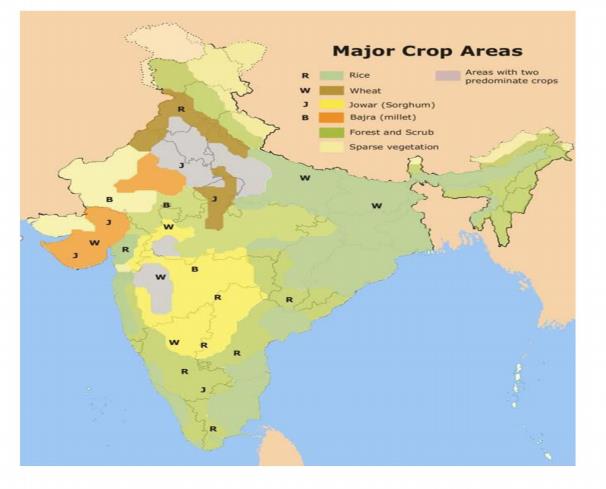 Major Crop Areas
R Rice
W Wheat
J Jowar (Sorghum)
B Bajra (millet)
Forest and Scrub
Sparse vegetation
Areas with two
predominate crops
R
J
W
W
B
B
J
J
W
W
R
J
W
B
R
R
W
R
R
R
J
R